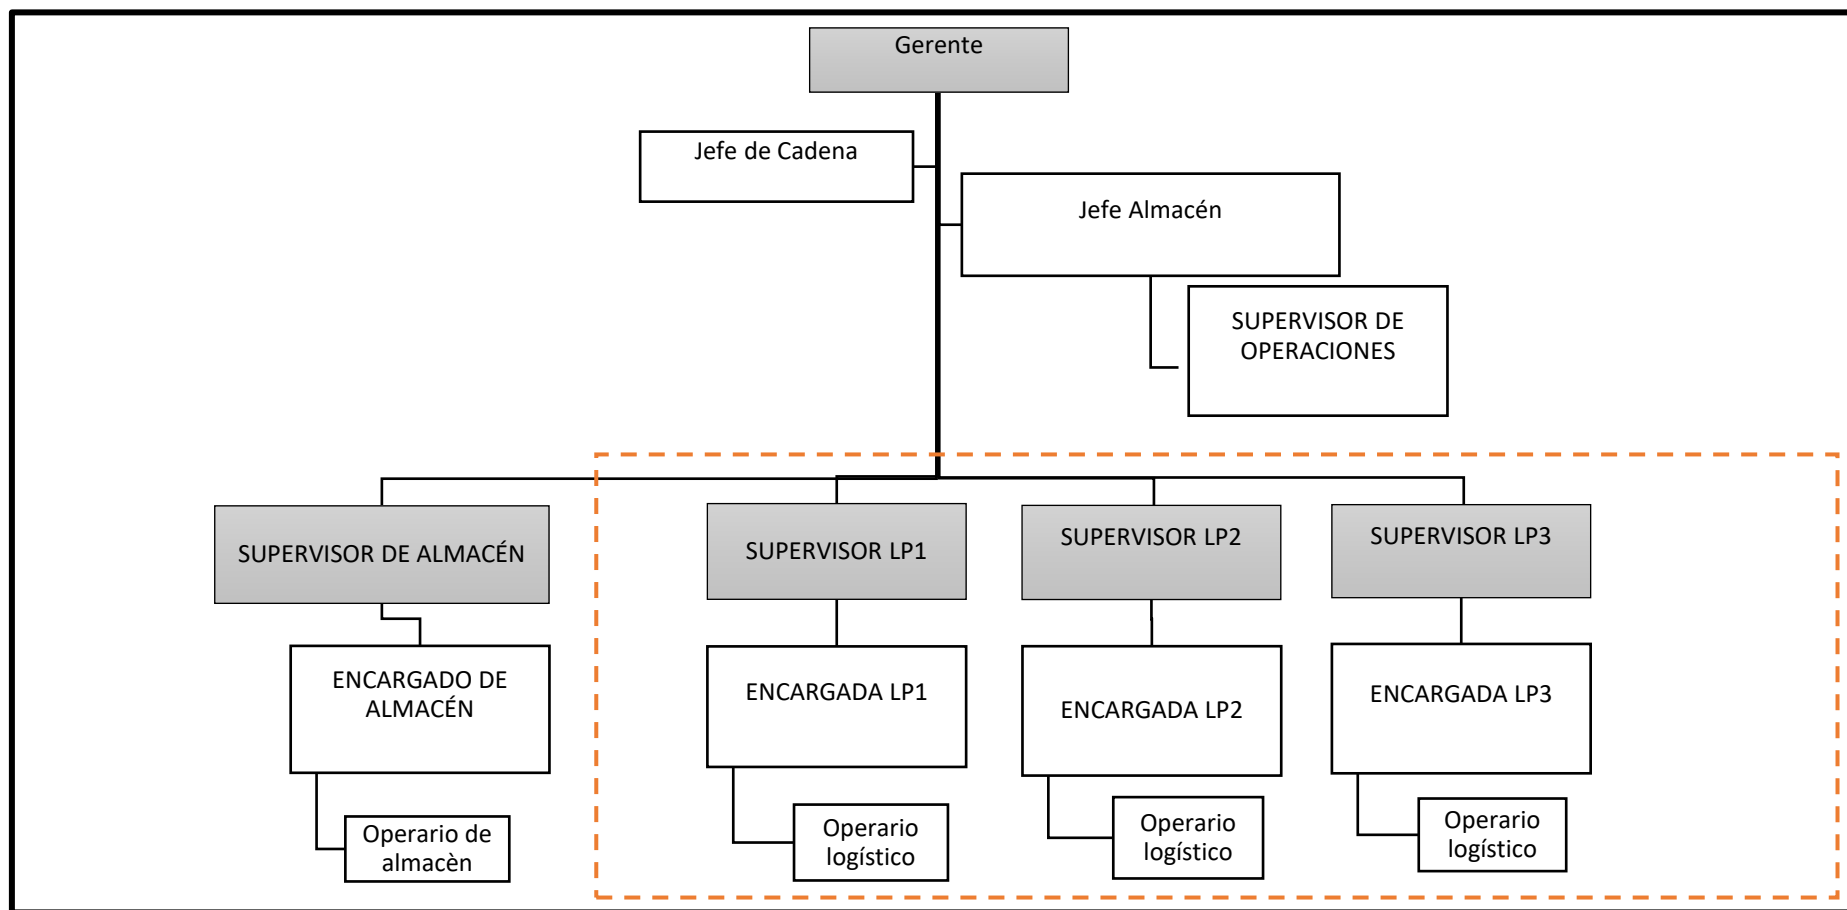 Gerente
Jefe de Cadena
Jefe Almacén
SUPERVISOR DE
OPERACIONES
SUPERVISOR DE ALMACÉN
SUPERVISOR LP1
SUPERVISOR LP2
SUPERVISOR LP3
ENCARGADO DE
ALMACÉN
ENCARGADA LP1
ENCARGADA LP2
ENCARGADA LP3
Operario de
almacèn
Operario
logístico
Operario
logístico
Operario
logístico